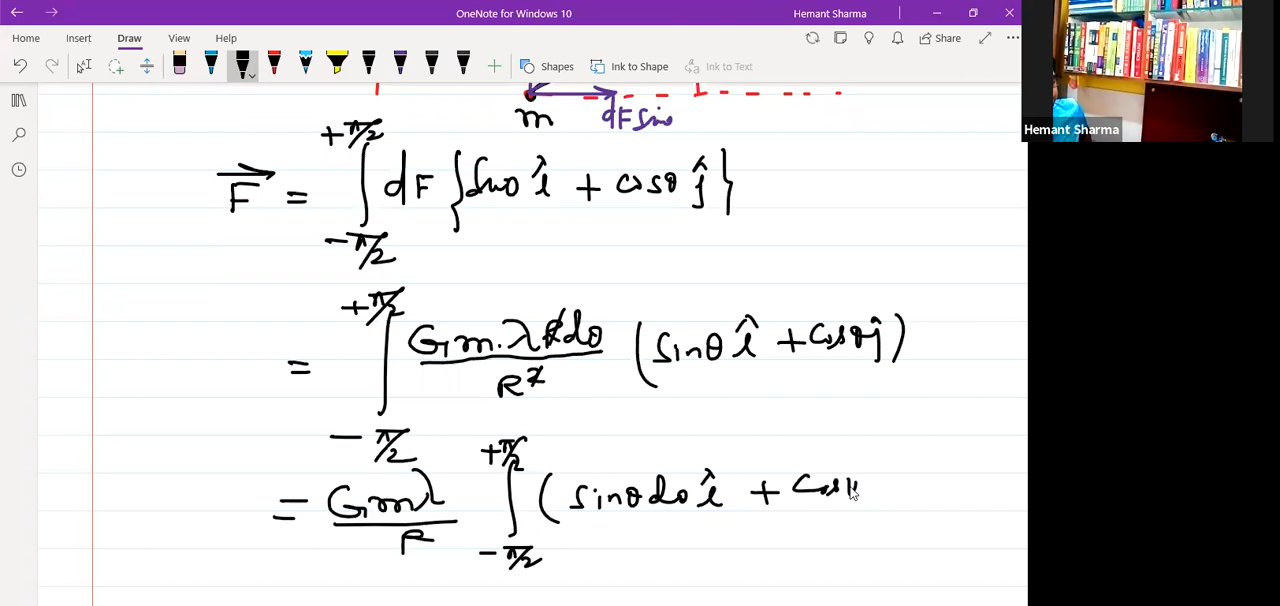 OneNote for Windows 10
Hemant Sharma
Home Insert Draw View Help
Share
Shapes Ink to Shape Ink to Text
Hemant Sharma
m
dF sinθ
F = ∫ dF { sinθ î + cosθ ĵ }
+π/2
-π/2
= ∫ Gm.λRdθ/R² (sinθ î + cosθ ĵ)
+π/2
-π/2
= Gmλ/R ∫ (sinθdθ î + cos
+π/2
-π/2